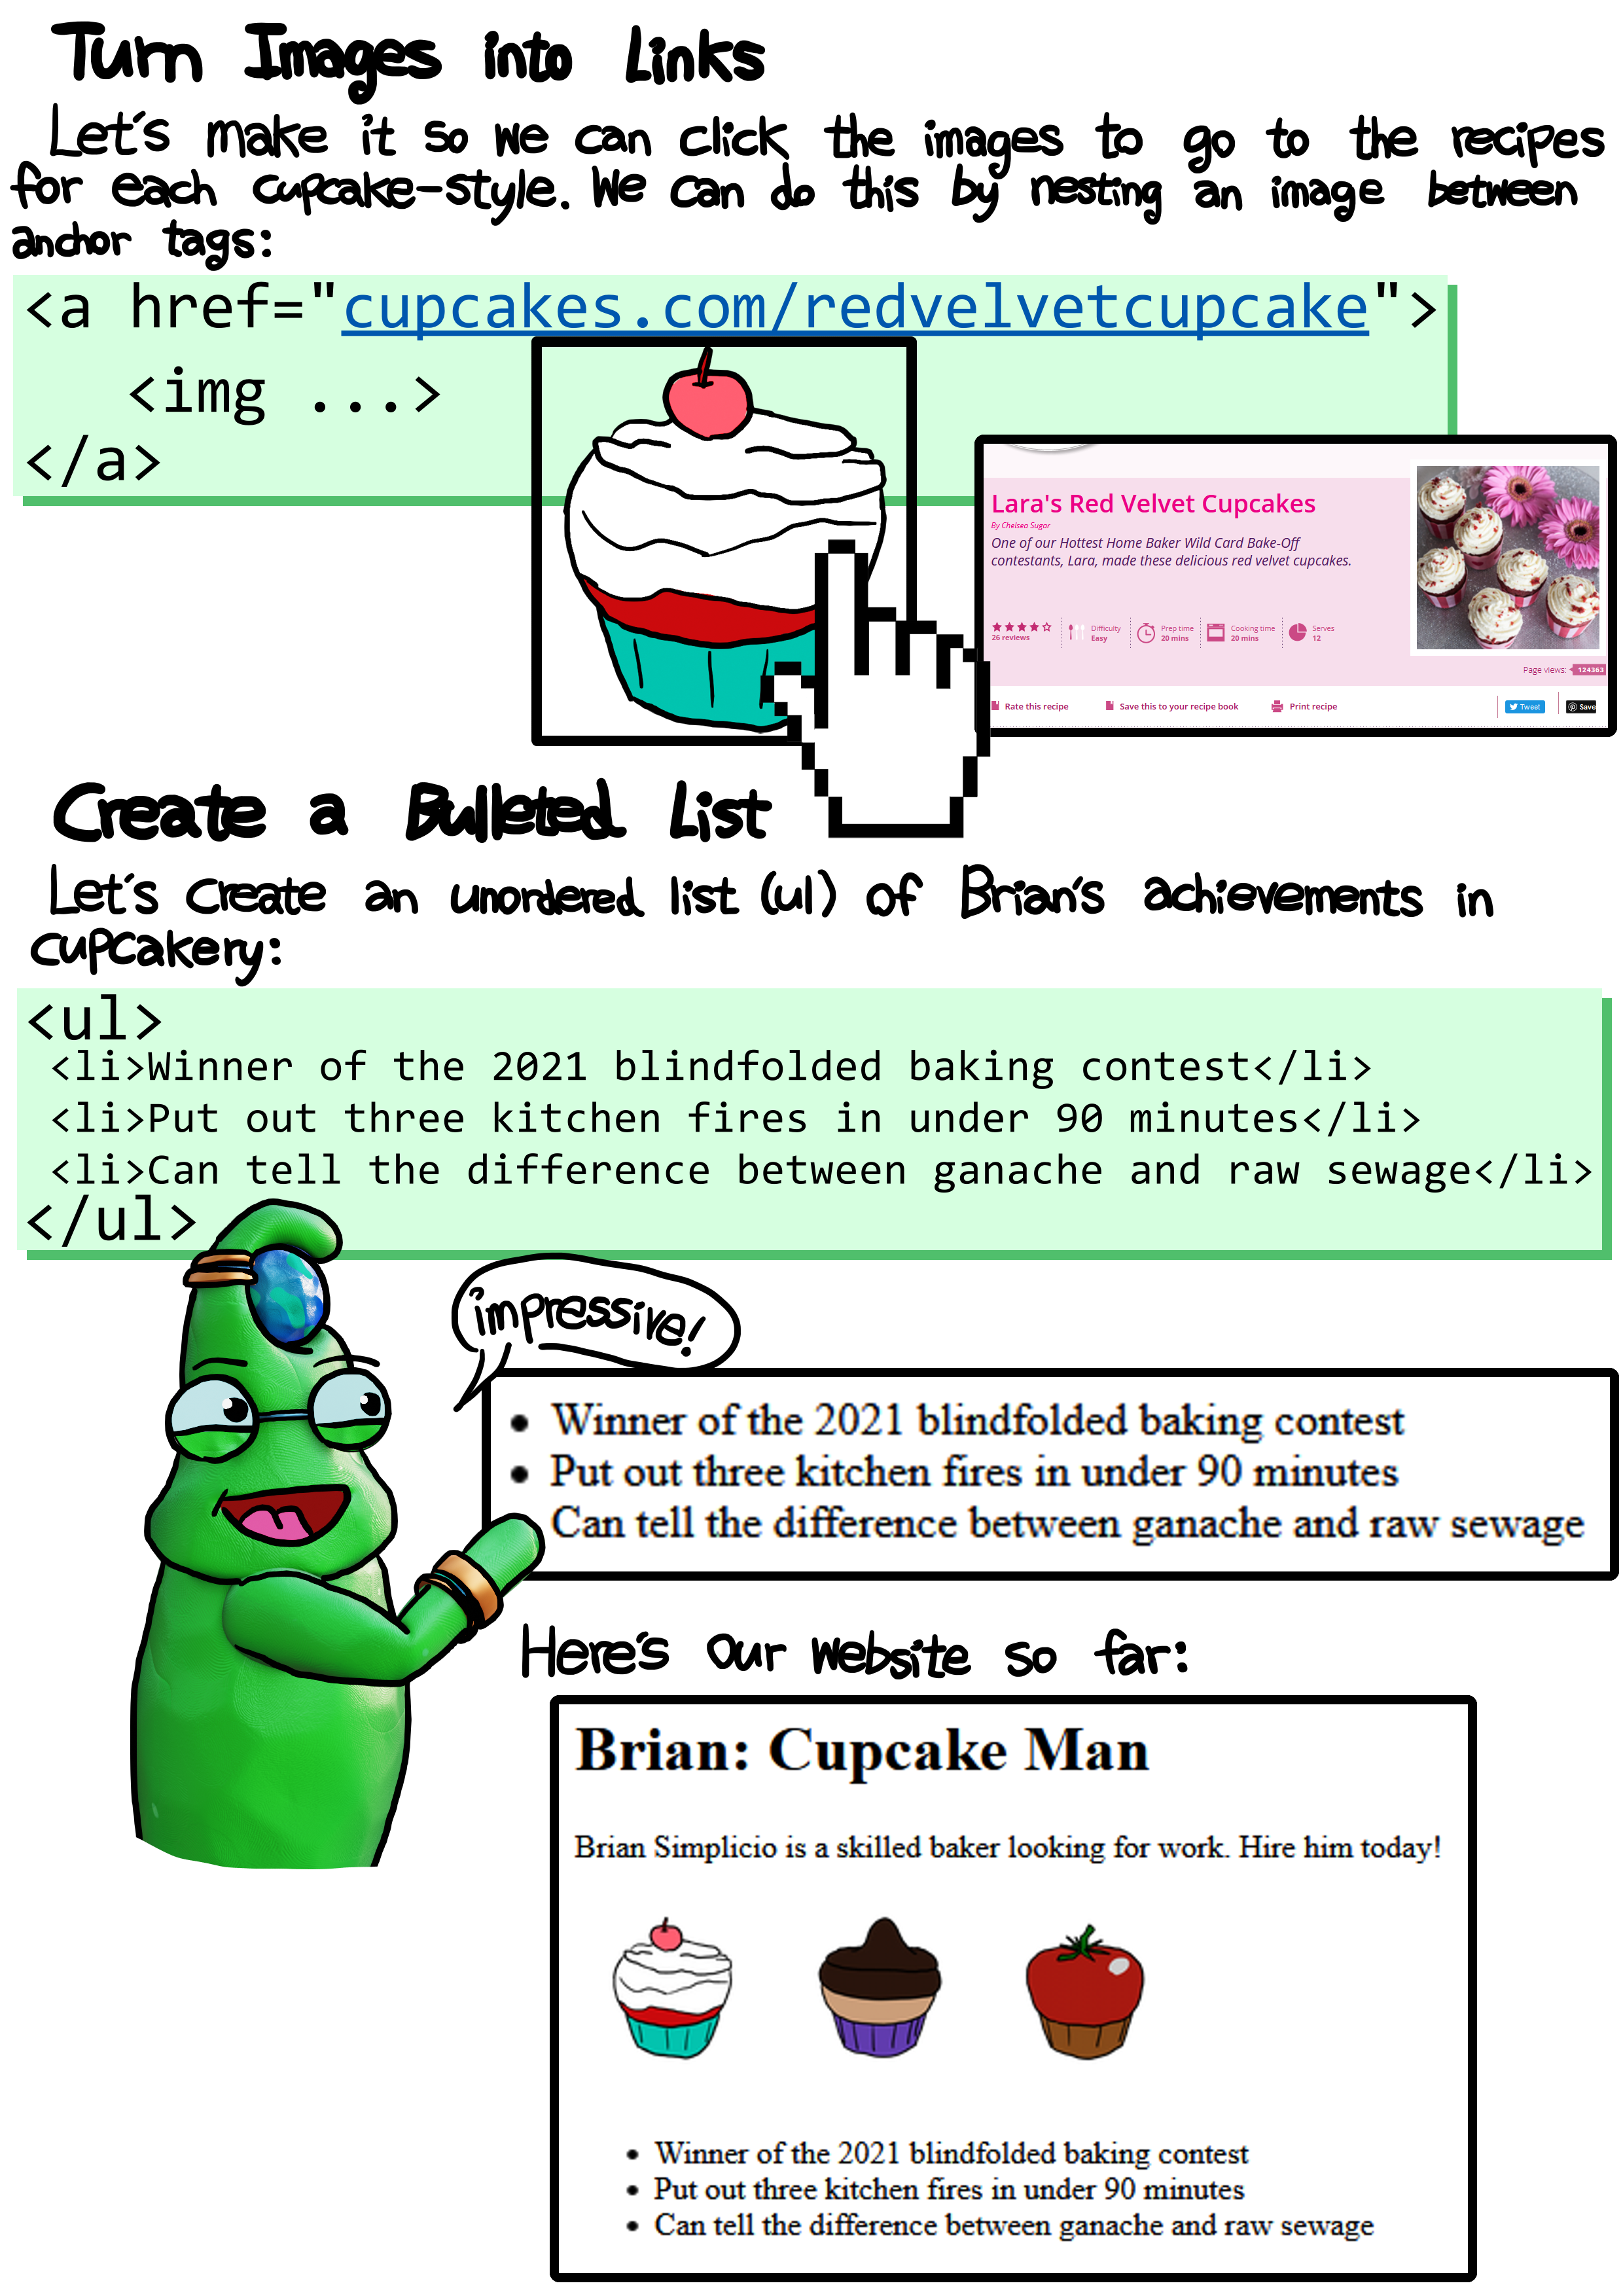 Turn Images into Links
Let's make it so we can click the images to go to the recipes
for each cupcake-style. We can do this by nesting an image between
anchor tags:
<a href="cupcakes.com/redvelvetcupcake">
<img ...>
</a>
Lara's Red Velvet Cupcakes
By Chelsea Sugar
One of our Hottest Home Baker Wild Card Bake-Off
contestants, Lara, made these delicious red velvet cupcakes.
26 reviews
Difficulty
Easy
Prep time
20 mins
Cooking time
20 mins
Serves
12
Page views: 124363
Rate this recipe
Save this to your recipe book
Print recipe
Tweet
Save
Create a Bulleted List
Let's create an unordered list (ul) of Brian's achievements in
cupcakery:
<ul>
<li>Winner of the 2021 blindfolded baking contest</li>
<li>Put out three kitchen fires in under 90 minutes</li>
<li>Can tell the difference between ganache and raw sewage</li>
</ul>
impressive!
• Winner of the 2021 blindfolded baking contest
• Put out three kitchen fires in under 90 minutes
Can tell the difference between ganache and raw sewage
Here's our website so far:
Brian: Cupcake Man
Brian Simplicio is a skilled baker looking for work. Hire him today!
• Winner of the 2021 blindfolded baking contest
• Put out three kitchen fires in under 90 minutes
• Can tell the difference between ganache and raw sewage